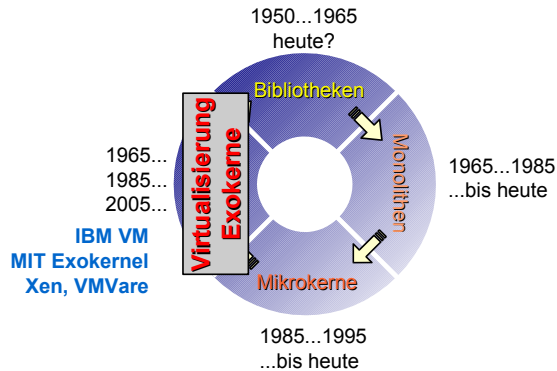 1950...1965
heute?
Bibliotheken
Monolithen
1965...1985
...bis heute
Mikrokerne
1985...1995
...bis heute
Virtualisierung
Exokerne
1965...
1985...
2005...
IBM VM
MIT Exokernel
Xen, VMVare